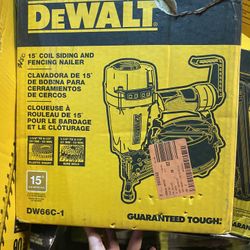 DEWALT
15° COIL SIDING AND
FENCING NAILER
CLAVADORA DE 15°
DE BOBINA PARA
CERRAMIENTOS
DE CERCOS
CLOUEUSE À
ROULEAU DE 15°
POUR LE BARDAGE
ET LE CLÔTURAGE
DEWALT
15°
DW66C-1
GUARANTEED TOUGH.